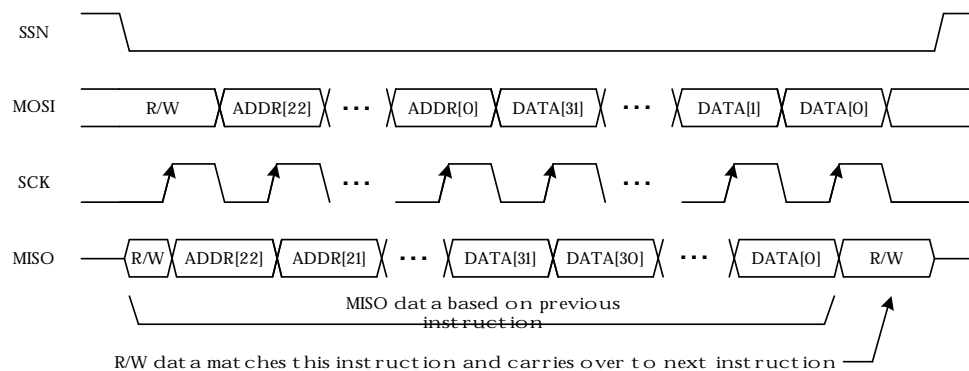 SSN
MOSI R/W ADDR[22] ... ADDR[0] DATA[31] ... DATA[1] DATA[0]
SCK ... ...
MISO R/W ADDR[22] ADDR[21] ... DATA[31] DATA[30] ... DATA[0] R/W
MISO data based on previous
instruction
R/W data matches this instruction and carries over to next instruction